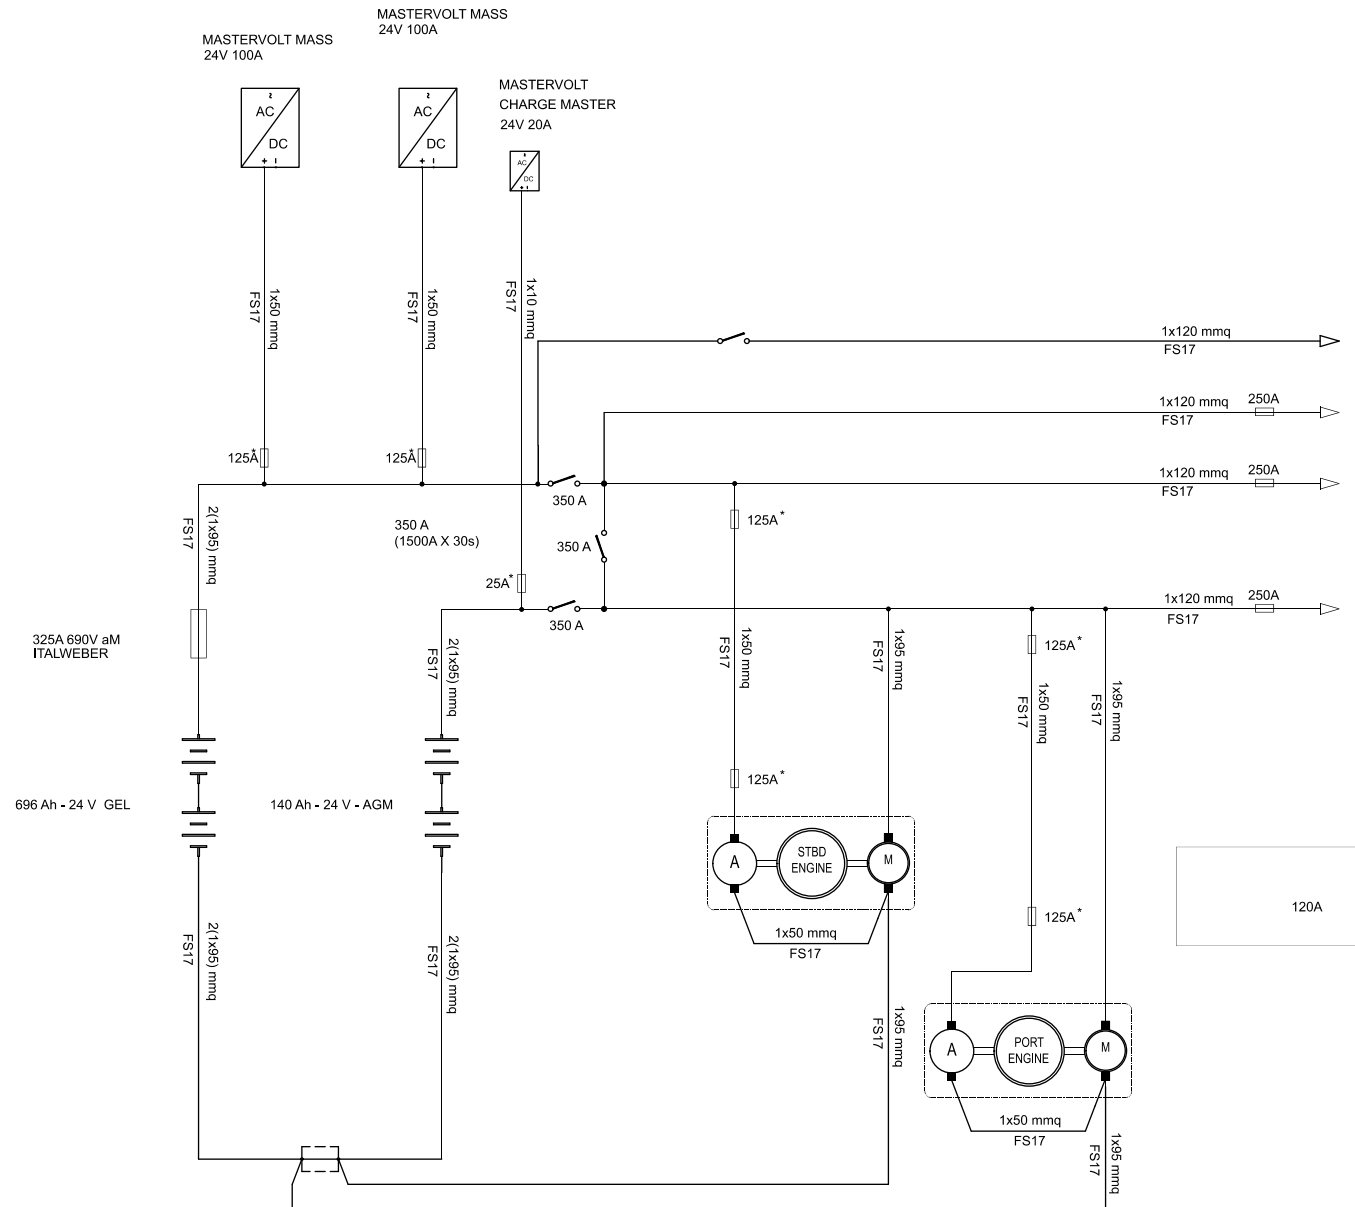 MASTERVOLT MASS
24V 100A
MASTERVOLT MASS
24V 100A
MASTERVOLT
CHARGE MASTER
24V 20A
~
AC
DC
+ -
~
AC
DC
+ -
AC
DC
+ -
1x50 mmq
FS17
1x50 mmq
FS17
1x10 mmq
FS17
1x120 mmq
FS17
1x120 mmq
FS17
250A
125A*
125A*
1x120 mmq
FS17
250A
350 A
2(1x95) mmq
FS17
350 A
(1500A X 30s)
350 A
125A*
25A*
1x120 mmq
FS17
250A
350 A
325A 690V aM
ITALWEBER
2(1x95) mmq
FS17
1x50 mmq
FS17
1x95 mmq
FS17
125A*
1x50 mmq
FS17
1x95 mmq
FS17
125A*
696 Ah - 24 V GEL
140 Ah - 24 V - AGM
A
STBD
ENGINE
M
1x50 mmq
FS17
125A*
120A
2(1x95) mmq
FS17
2(1x95) mmq
FS17
1x95 mmq
FS17
A
PORT
ENGINE
M
1x50 mmq
FS17
1x95 mmq
FS17